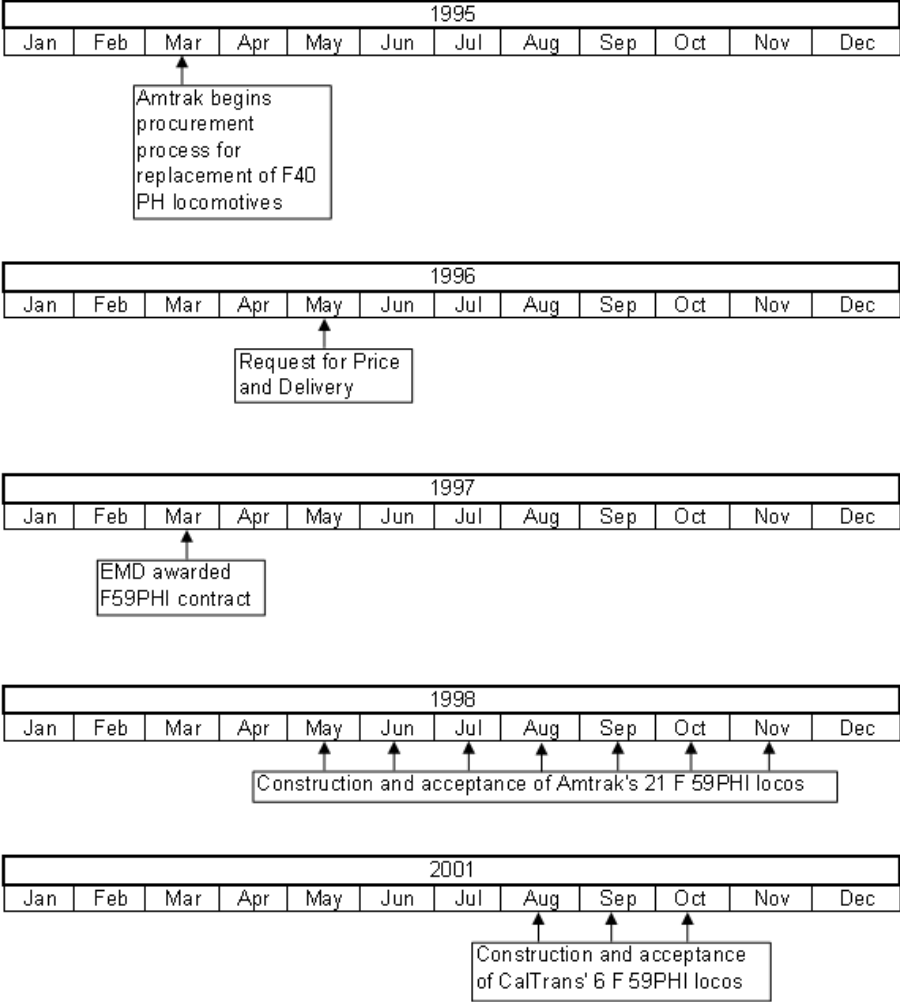 1995
Jan Feb Mar Apr May Jun Jul Aug Sep Oct Nov Dec
Amtrak begins
procurement
process for
replacement of F40
PH locomotives
1996
Jan Feb Mar Apr May Jun Jul Aug Sep Oct Nov Dec
Request for Price
and Delivery
1997
Jan Feb Mar Apr May Jun Jul Aug Sep Oct Nov Dec
EMD awarded
F59PHI contract
1998
Jan Feb Mar Apr May Jun Jul Aug Sep Oct Nov Dec
Construction and acceptance of Amtrak's 21 F 59PHI locos
2001
Jan Feb Mar Apr May Jun Jul Aug Sep Oct Nov Dec
Construction and acceptance
of CalTrans' 6 F 59PHI locos